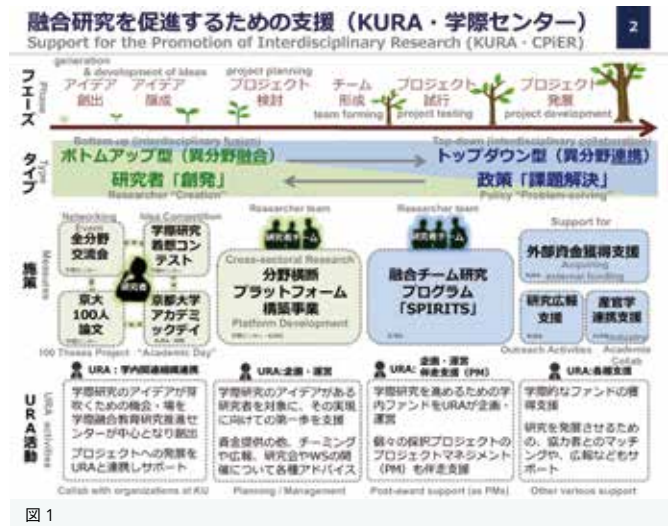 融合研究を促進するための支援（KURA・学際センター）
2
Support for the Promotion of Interdisciplinary Research (KURA・CPiER)
フェーズ
Phase
generation
& development of ideas
project planning
アイデア
創出
アイデア
醸成
プロジェクト
検討
チーム
形成
team forming
プロジェクト
試行
project testing
プロジェクト
発展
project development
タイプ
Type
Bottom-up (interdisciplinary fusion)
Top-down (interdisciplinary collaboration)
ボトムアップ型（異分野融合）
トップダウン型（異分野連携）
研究者「創発」
政策「課題解決」
Researcher "Creation"
Policy "Problem-solving"
施策
Measures
Networking
Event
Idea Competition
全分野
交流会
学際研究
着想コン
テスト
研究者
京大
100人
論文
京都大学
アカデミ
ックデイ
100 Theses Project
"Academic Day"
Researcher team
研究者チーム
Cross-sectoral Research
分野横断
プラットフォーム
構築事業
Platform Development
Researcher team
研究者チーム
融合チーム研究
プログラム
「SPIRITS」
Support for
外部資金獲得支援
Acquiring
external funding
研究広報
支援
産官学
連携支援
Outreach Activities
Industry
Academic
Collab
URA活動
URA activities
URA：学内関連組織連携
学際研究のアイデアが芽
吹くための機会・場を
学際融合教育研究推進セ
ンターが中心となり創出
プロジェクトへの発展を
URAと連携しサポート
Collab with organizations of KU
URA:企画・運営
学際研究のアイデアがある
研究者を対象に、その実現
に向けての第一歩を支援
資金提供の他、チーミング
や広報、研究会やWSの開
催について各種アドバイス
Planning / Management
URA:
企画・運営
伴走支援（PM）
学際研究を進めるための学
内ファンドをURAが企画・
運営
個々の採択プロジェクトの
プロジェクトマネジメント
（PM）も伴走支援
Post-award support (as PMs)
URA:各種支援
学際的なファンドの獲
得支援
研究を発展させるため
の、協力者とのマッチ
ングや、広報などもサ
ポート
Other various support
図 1